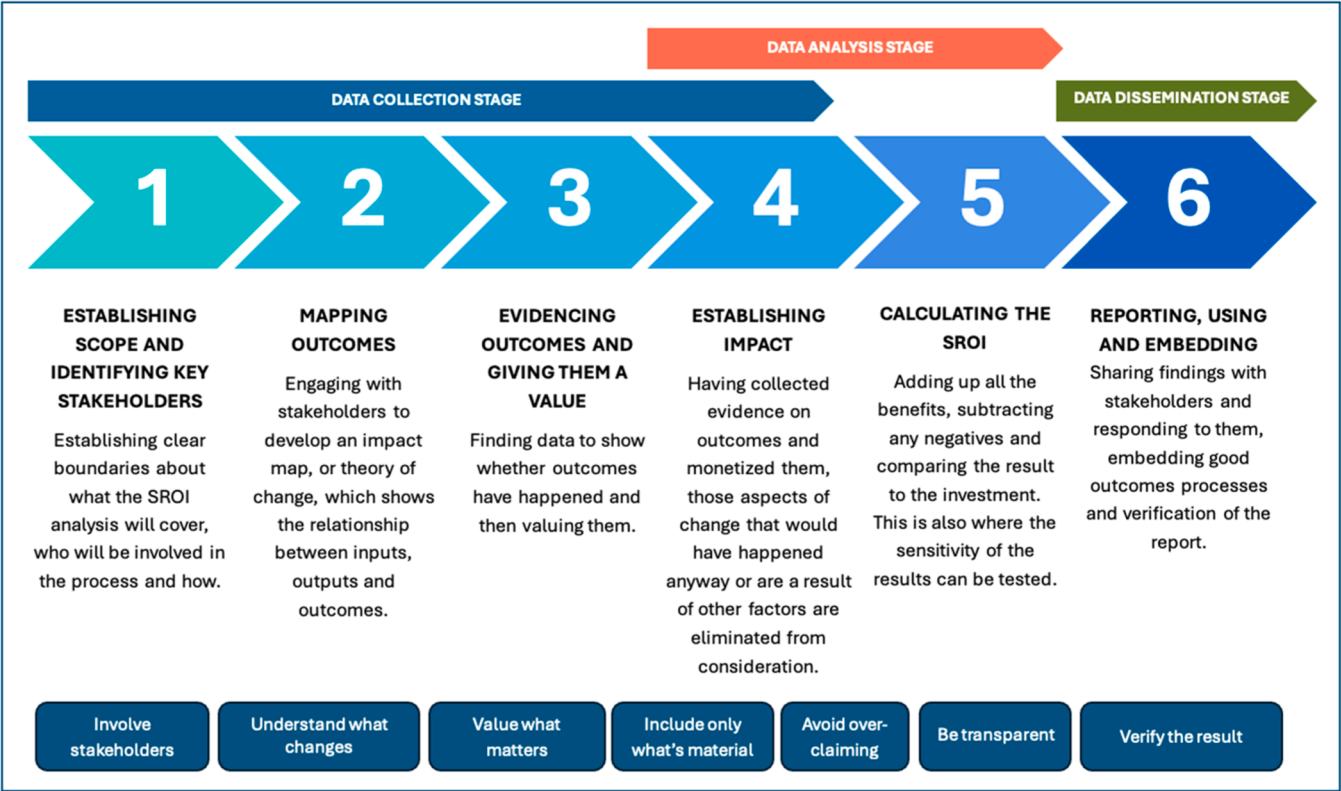 DATA ANALYSIS STAGE
DATA COLLECTION STAGE
DATA DISSEMINATION STAGE
1
2
3
4
5
6
ESTABLISHING
SCOPE AND
IDENTIFYING KEY
STAKEHOLDERS
Establishing clear
boundaries about
what the SROI
analysis will cover,
who will be involved in
the process and how.
MAPPING
OUTCOMES
Engaging with
stakeholders to
develop an impact
map, or theory of
change, which shows
the relationship
between inputs,
outputs and
outcomes.
EVIDENCING
OUTCOMES AND
GIVING THEM A
VALUE
Finding data to show
whether outcomes
have happened and
then valuing them.
ESTABLISHING
IMPACT
Having collected
evidence on
outcomes and
monetized them,
those aspects of
change that would
have happened
anyway or are a result
of other factors are
eliminated from
consideration.
CALCULATING THE
SROI
Adding up all the
benefits, subtracting
any negatives and
comparing the result
to the investment.
This is also where the
sensitivity of the
results can be tested.
REPORTING, USING
AND EMBEDDING
Sharing findings with
stakeholders and
responding to them,
embedding good
outcomes processes
and verification of the
report.
Involve
stakeholders
Understand what
changes
Value what
matters
Include only
what's material
Avoid over-
claiming
Be transparent
Verify the result